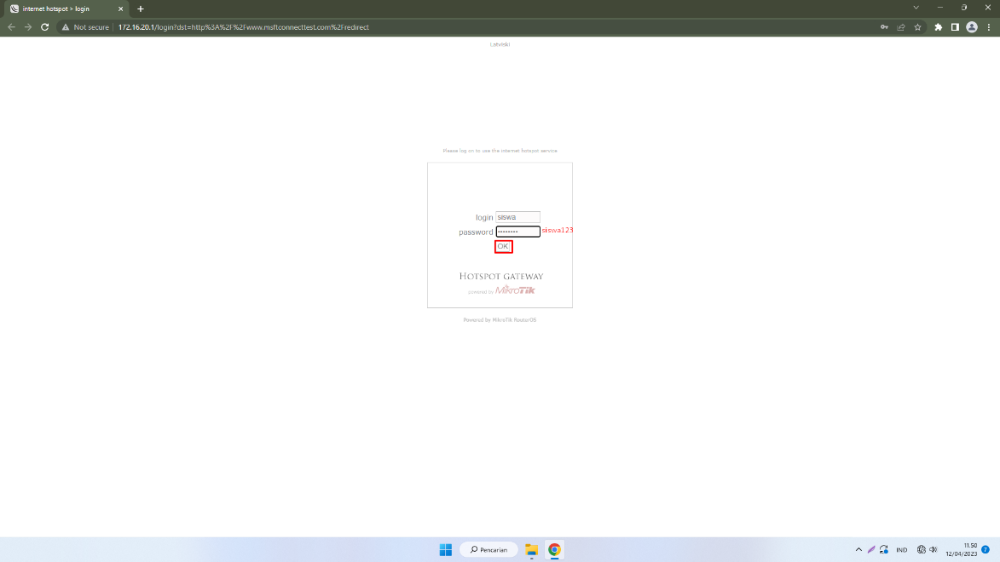 internet hotspot > login
Not secure 172.16.20.1/login?dst=http%3A%2F%2Fwww.msftconnecttest.com%2Fredirect
Latviski
Please log on to use the internet hotspot service
login siswa
password •••••••• siswa123
OK
HOTSPOT GATEWAY
powered by MikroTik
Powered by MikroTik RouterOS
Pencarian
IND
11.50
12/04/2023
7